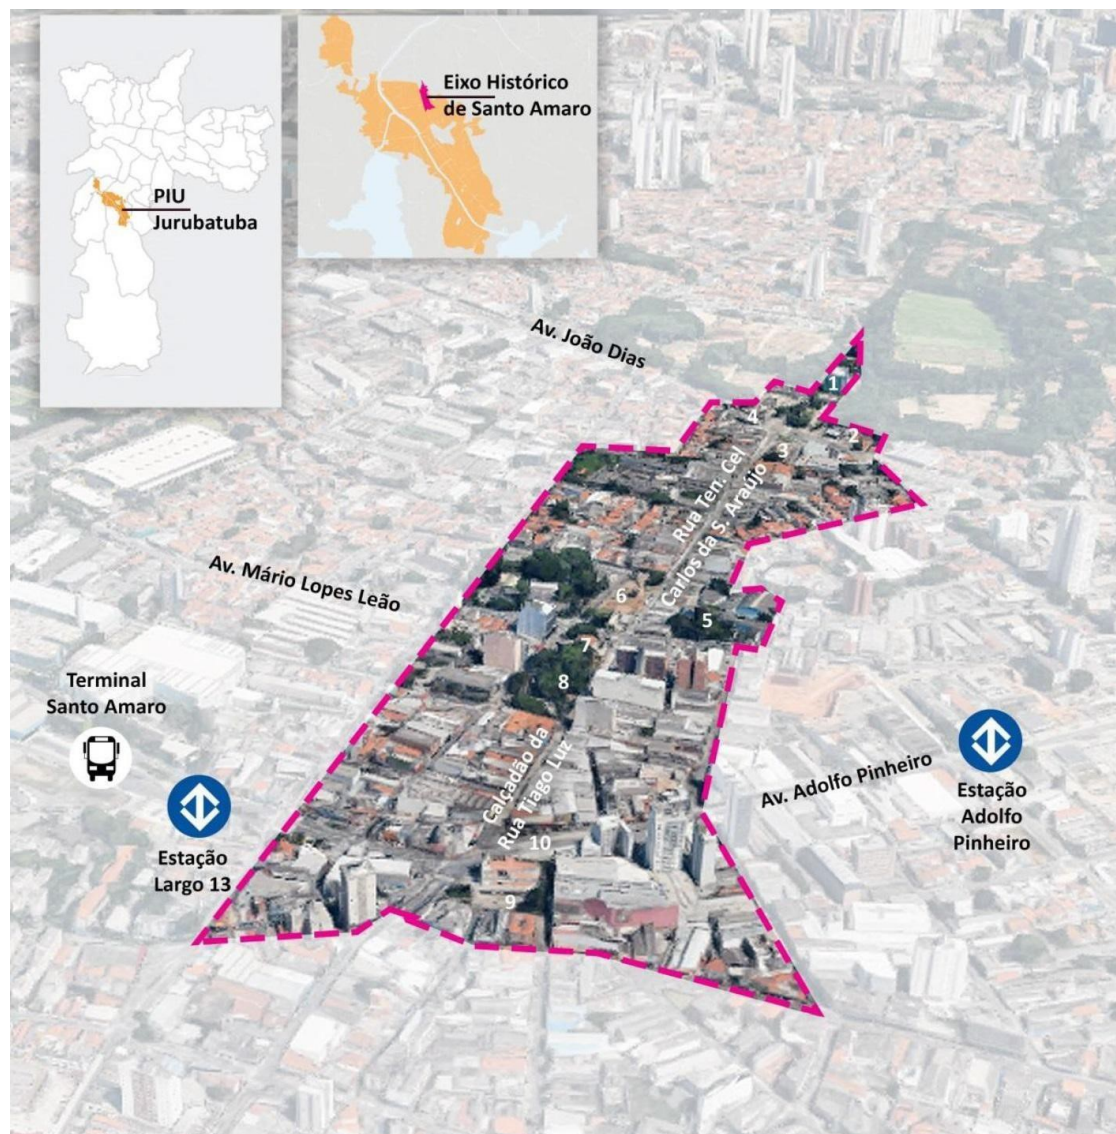 Eixo Histórico
de Santo Amaro
PIU
Jurubatuba
Av. João Dias
1
4
2
3
Rua Ten. Cel
Carlos da S. Araújo
Av. Mário Lopes Leão
6
5
7
8
Terminal
Santo Amaro
Calçadão da
Rua Tiago Luz
Av. Adolfo Pinheiro
Estação
Adolfo
Pinheiro
Estação
Largo 13
10
9